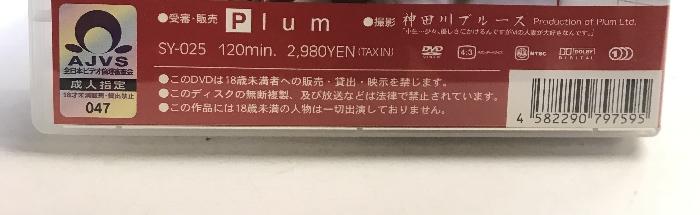 ●受審・販売 Plum ●撮影 神田川ブルース Production of Plum Ltd.
SY-025 120min. 2,980YEN(TAX IN) DVD VIDEO 4:3 NTSC DOLBY DIGITAL
●このDVDは18歳未満者への販売・貸出・映示を禁じます。
●このディスクの無断複製、及び放送などは法律で禁止されています。
●この作品には18歳未満の人物は一切出演しておりません。
AJVS
全日本ビデオ倫理審査会
成人指定
18才未満販売・貸出禁止
047
4 582290 797595